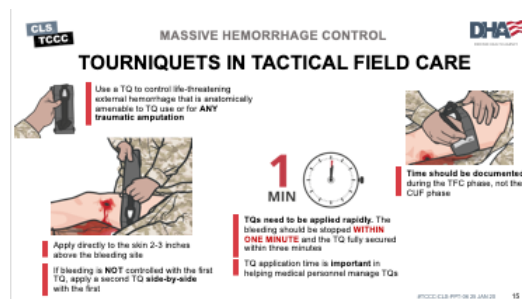 CLS
TCCC
MASSIVE HEMORRHAGE CONTROL
DHA
TOURNIQUETS IN TACTICAL FIELD CARE
Use a TQ to control life-threatening
external hemorrhage that is anatomically
amenable to TQ use or for ANY
traumatic amputation
Apply directly to the skin 2-3 inches
above the bleeding site
If bleeding is NOT controlled with the first
TQ, apply a second TQ side-by-side
with the first
1
MIN
TQs need to be applied rapidly. The
bleeding should be stopped WITHIN
ONE MINUTE and the TQ fully secured
within three minutes
TQ application time is important in
helping medical personnel manage TQs
Time should be documented
during the TFC phase, not the
CUF phase
15